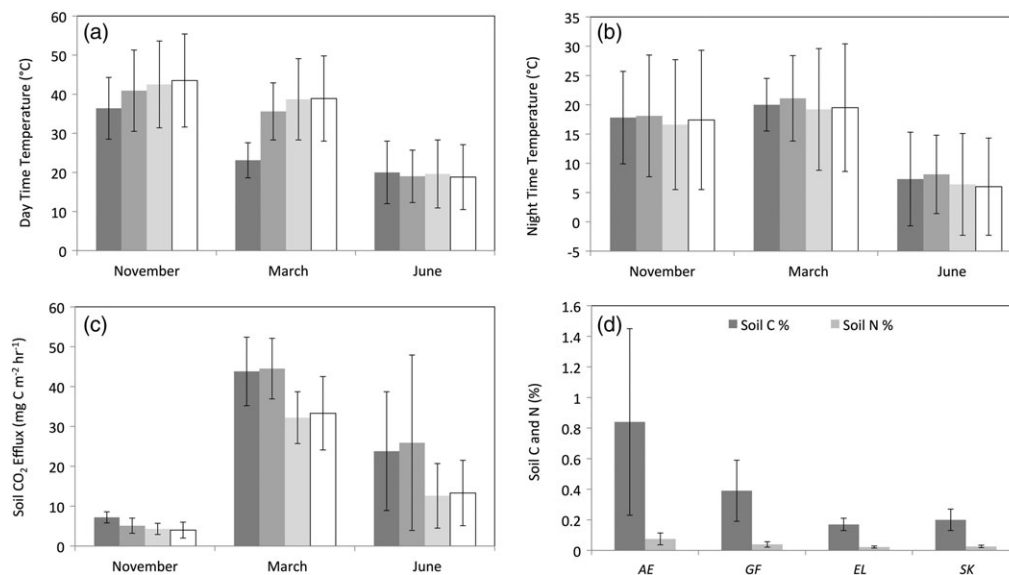 (a)
Day Time Temperature (°C)
60
50
40
30
20
10
0
November March June
(b)
Night Time Temperature (°C)
35
30
25
20
15
10
5
0
-5
November March June
(c)
Soil CO₂ Efflux (mg C m⁻² hr⁻¹)
60
50
40
30
20
10
0
November March June
(d)
Soil C % Soil N %
Soil C and N (%)
1.6
1.4
1.2
1
0.8
0.6
0.4
0.2
0
AE GF EL SK